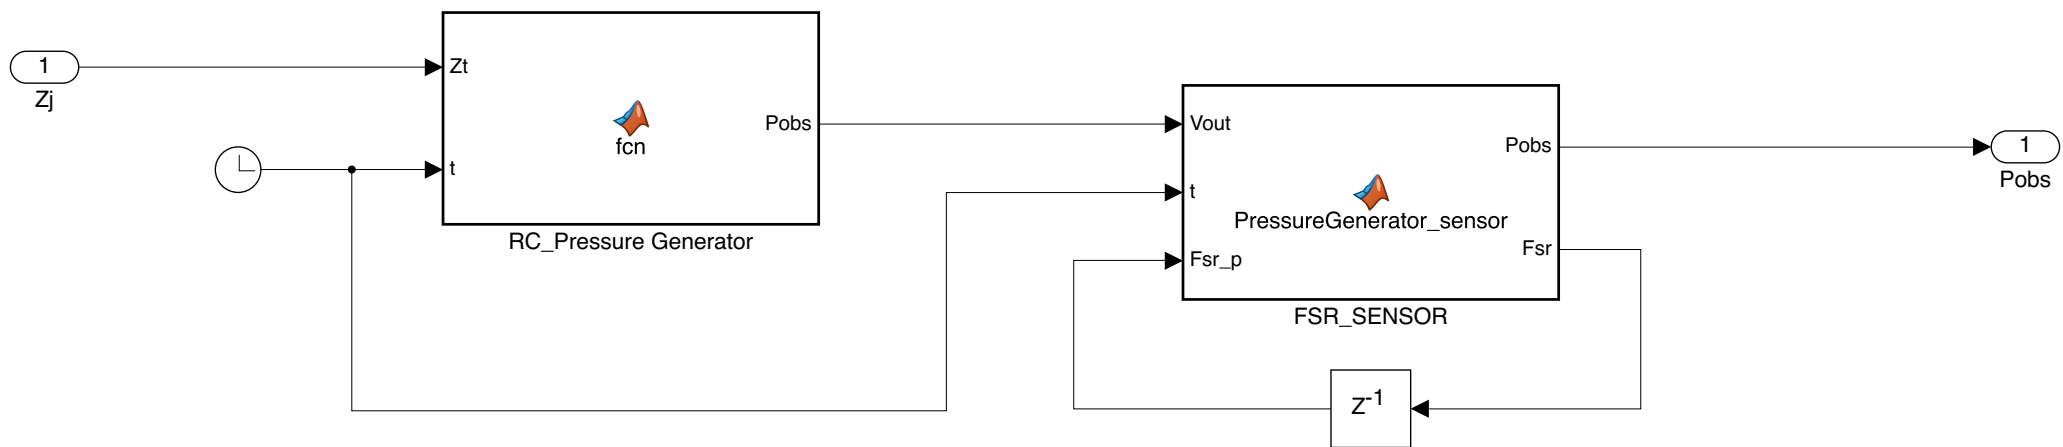 1
Zj
Zt
t
Pobs
fcn
RC_Pressure Generator
Vout
t
Fsr_p
Pobs
Fsr
PressureGenerator_sensor
FSR_SENSOR
Z-1
1
Pobs